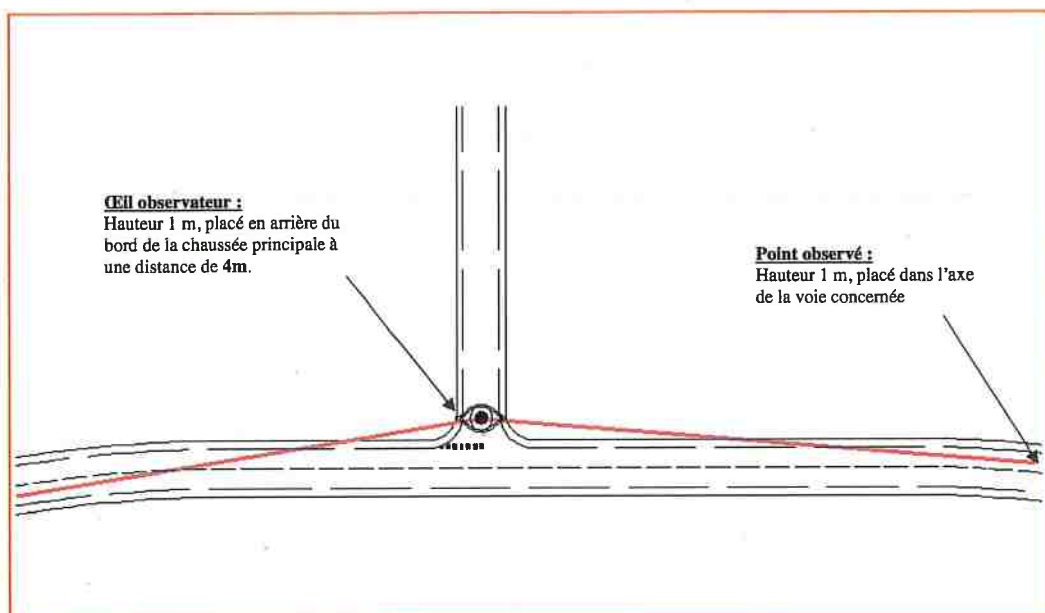 Œil observateur :
Hauteur 1 m, placé en arrière du
bord de la chaussée principale à
une distance de 4m.
Point observé :
Hauteur 1 m, placé dans l'axe
de la voie concernée